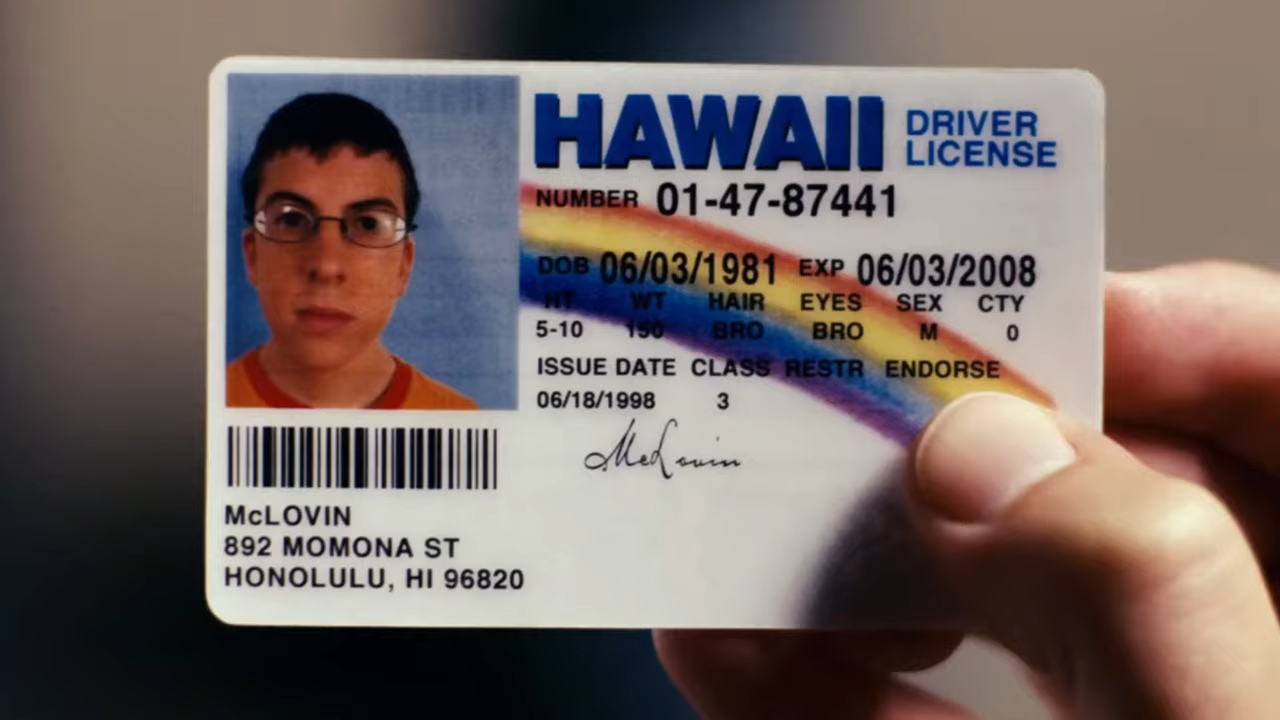 HAWAII DRIVER LICENSE
NUMBER 01-47-87441
DOB 06/03/1981 EXP 06/03/2008
HT WT HAIR EYES SEX CTY
5-10 150 BRO BRO M 0
ISSUE DATE CLASS RESTR ENDORSE
06/18/1998 3
McLovin
McLOVIN
892 MOMONA ST
HONOLULU, HI 96820